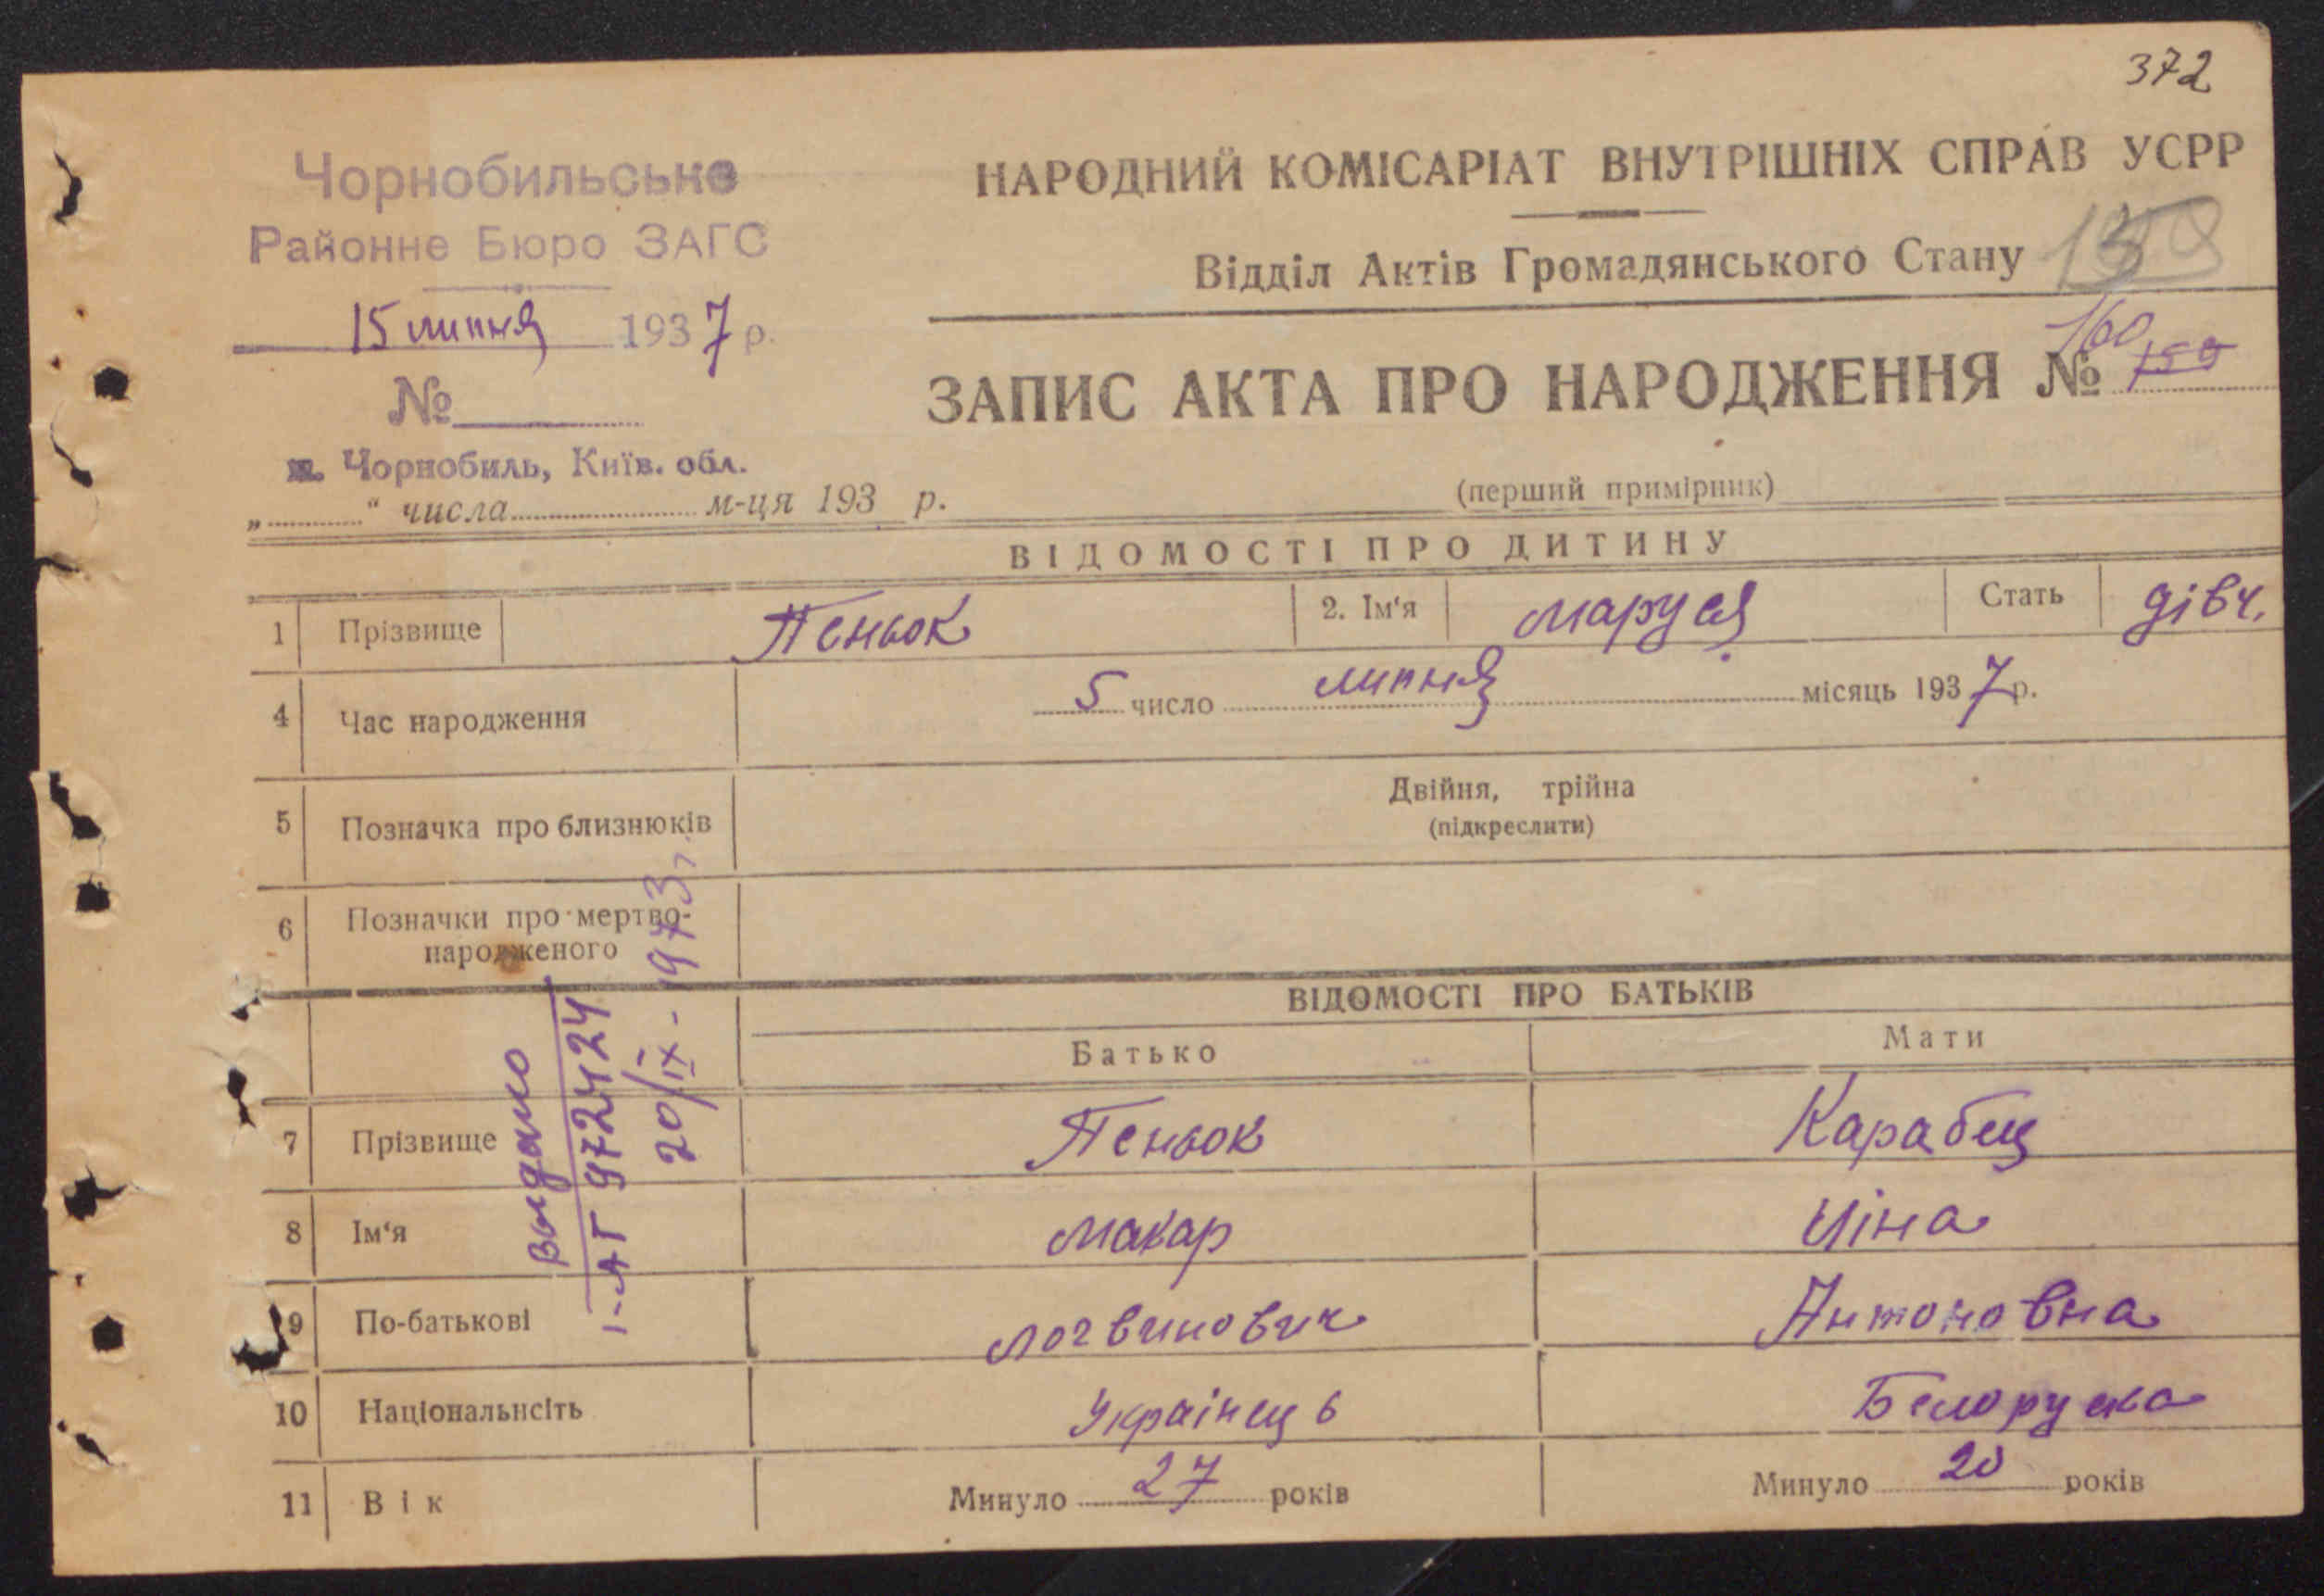 372
Чорнобильське
Районне Бюро ЗАГС
15 липня 1937 р.
№
м. Чорнобиль, Київ. обл.
„ “ числа м-ця 193 р.
НАРОДНИЙ КОМІСАРІАТ ВНУТРІШНІХ СПРАВ УСРР
Відділ Актів Громадянського Стану
160
ЗАПИС АКТА ПРО НАРОДЖЕННЯ № 159
(перший примірник)
ВІДОМОСТІ ПРО ДИТИНУ
1 Прізвище Пеньок 2. Ім‘я Маруся Стать дівч.
4 Час народження 5 число липня місяць 1937 р.
5 Позначка про близнюків Двійня, трійна
(підкреслити)
6 Позначки про мертво-
народженого
ВІДОМОСТІ ПРО БАТЬКІВ
Батько Мати
7 Прізвище Пеньок Карабец
8 Ім‘я Макар Ніна
9 По-батькові Логвинович Антоновна
10 Національнсіть Українець Белоруска
11 Вік Минуло 27 років Минуло 20 років
Выдано
I-АГ 972424
20/IX-1973г.